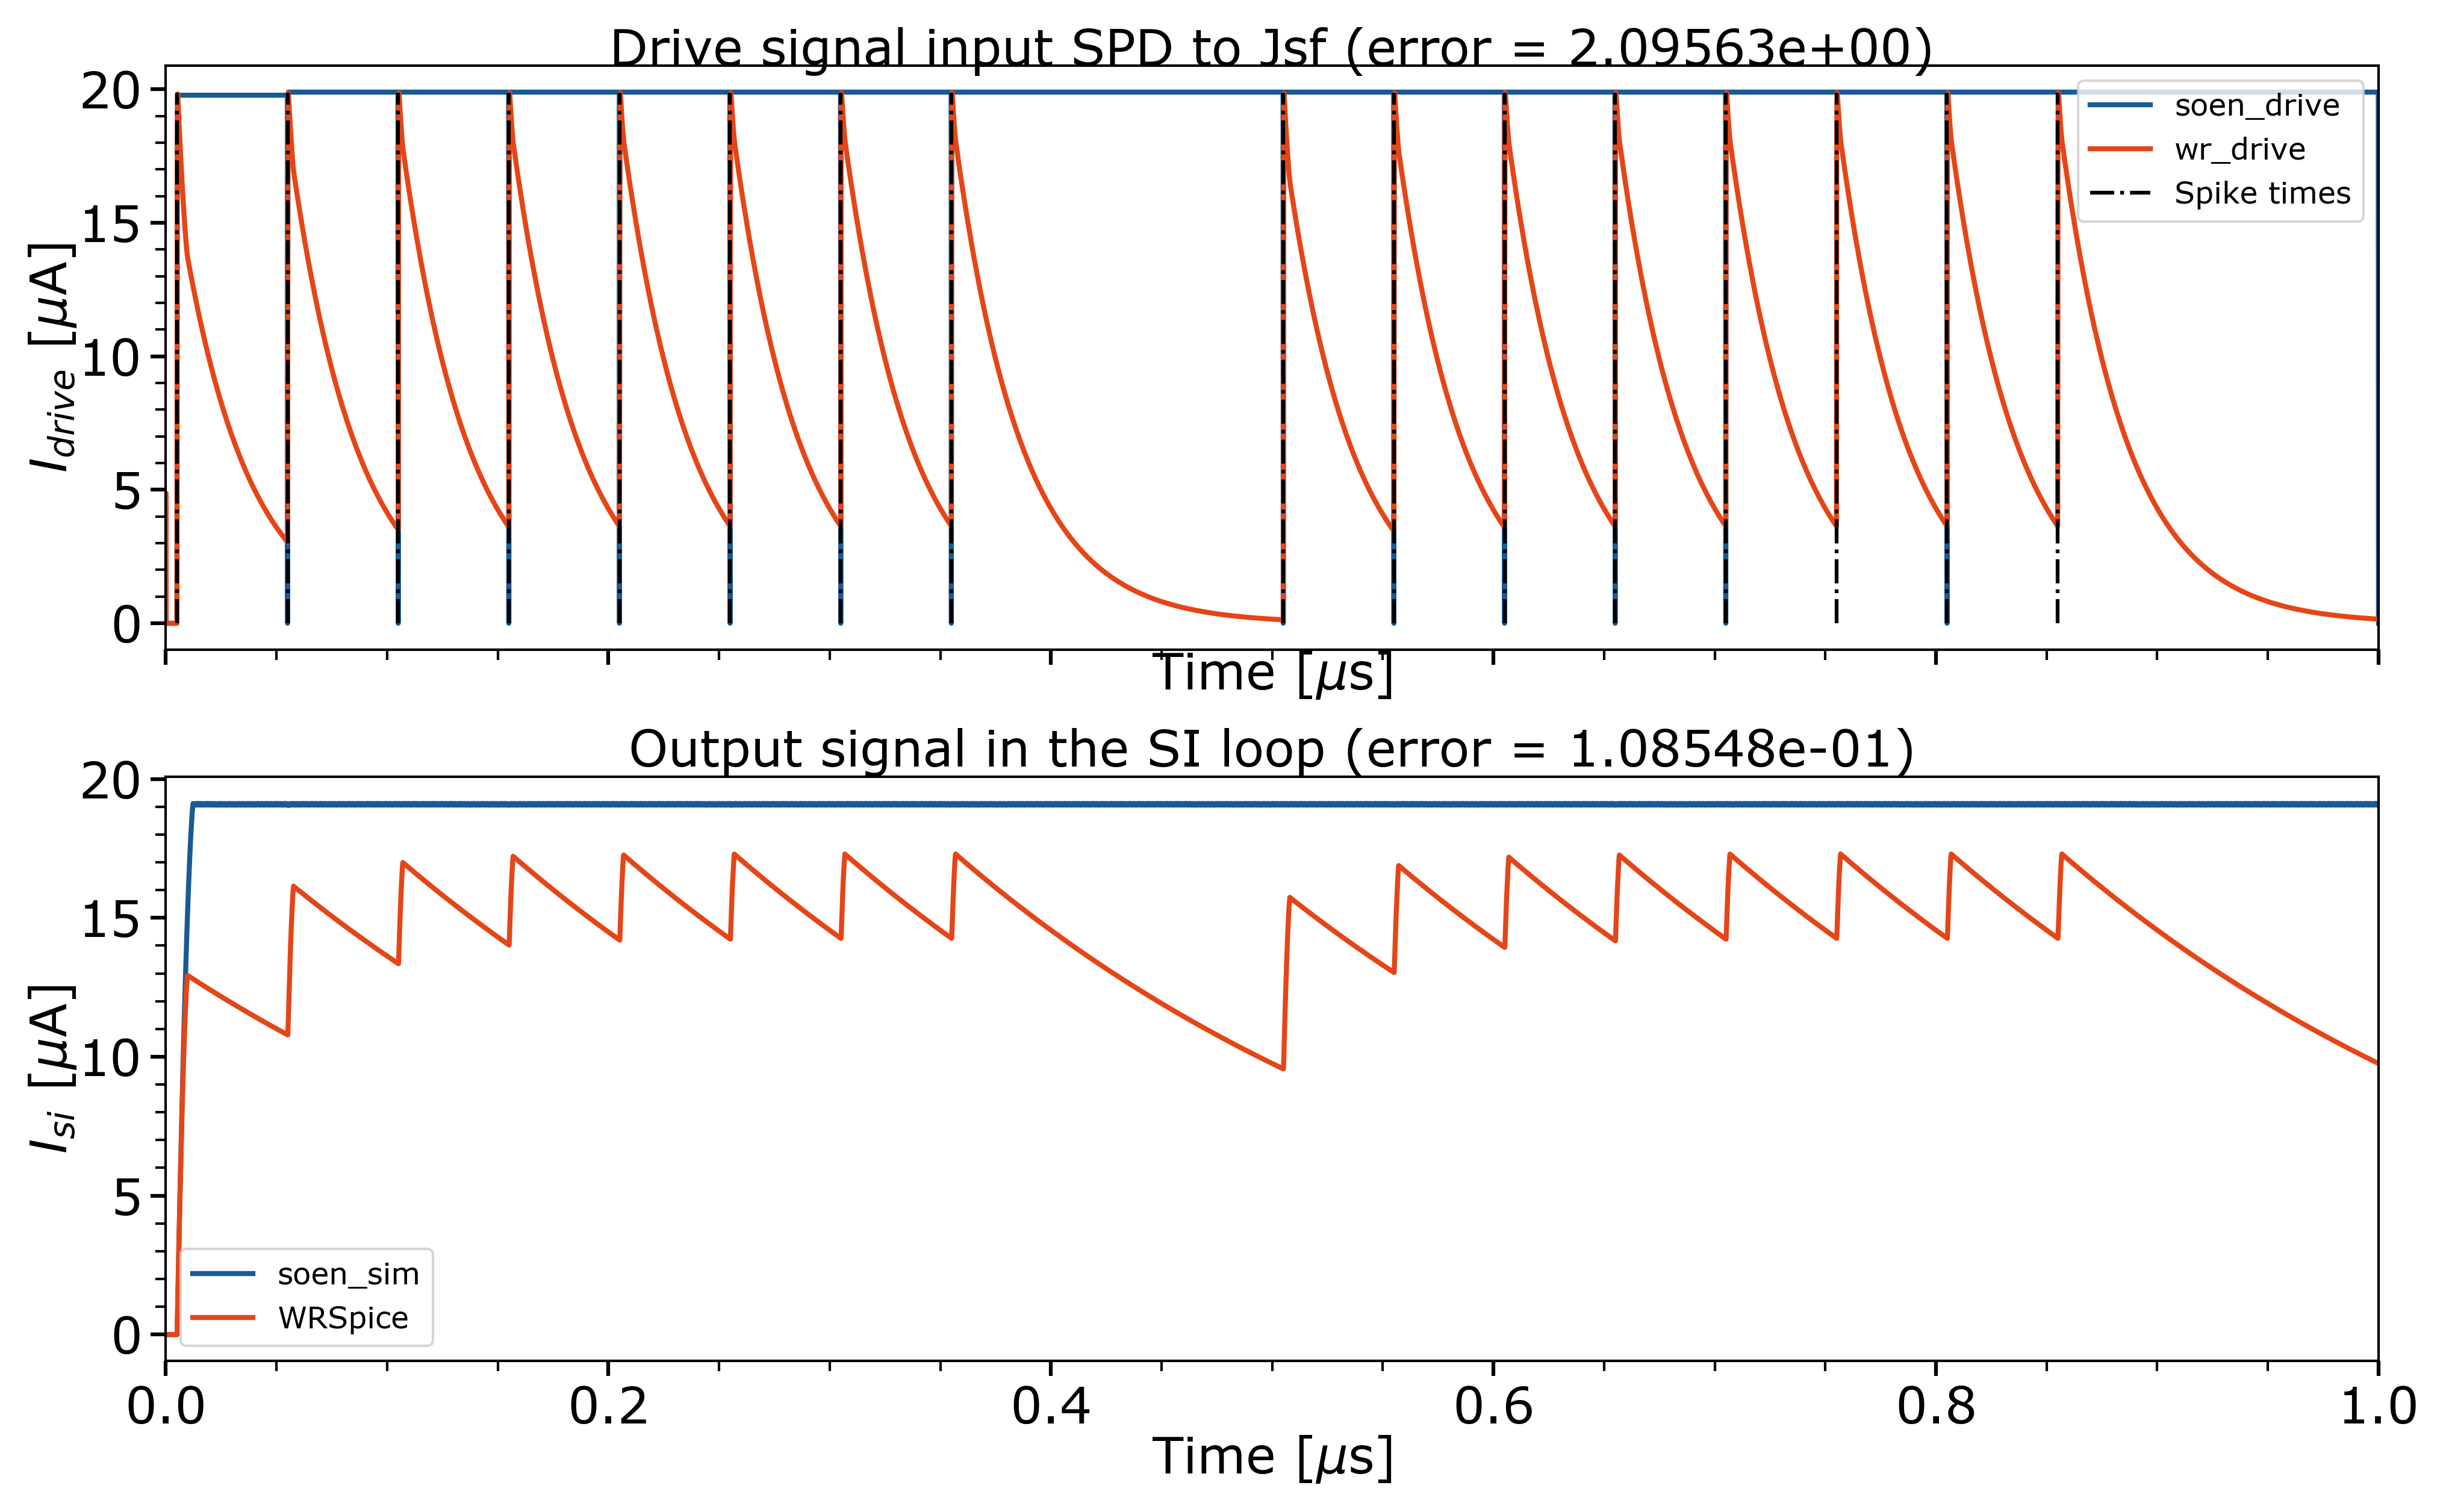 Drive signal input SPD to Jsf (error = 2.09563e+00)
20
15
10
5
0
I_drive [μA]
soen_drive
wr_drive
Spike times
Time [μs]
Output signal in the SI loop (error = 1.08548e-01)
20
15
10
5
0
I_si [μA]
soen_sim
WRSpice
0.0 0.2 0.4 0.6 0.8 1.0
Time [μs]